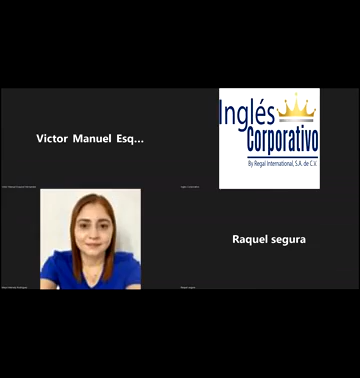 Victor Manuel Esq...
Inglés
Corporativo
By Regal International, S.A. de C.V.
Raquel segura